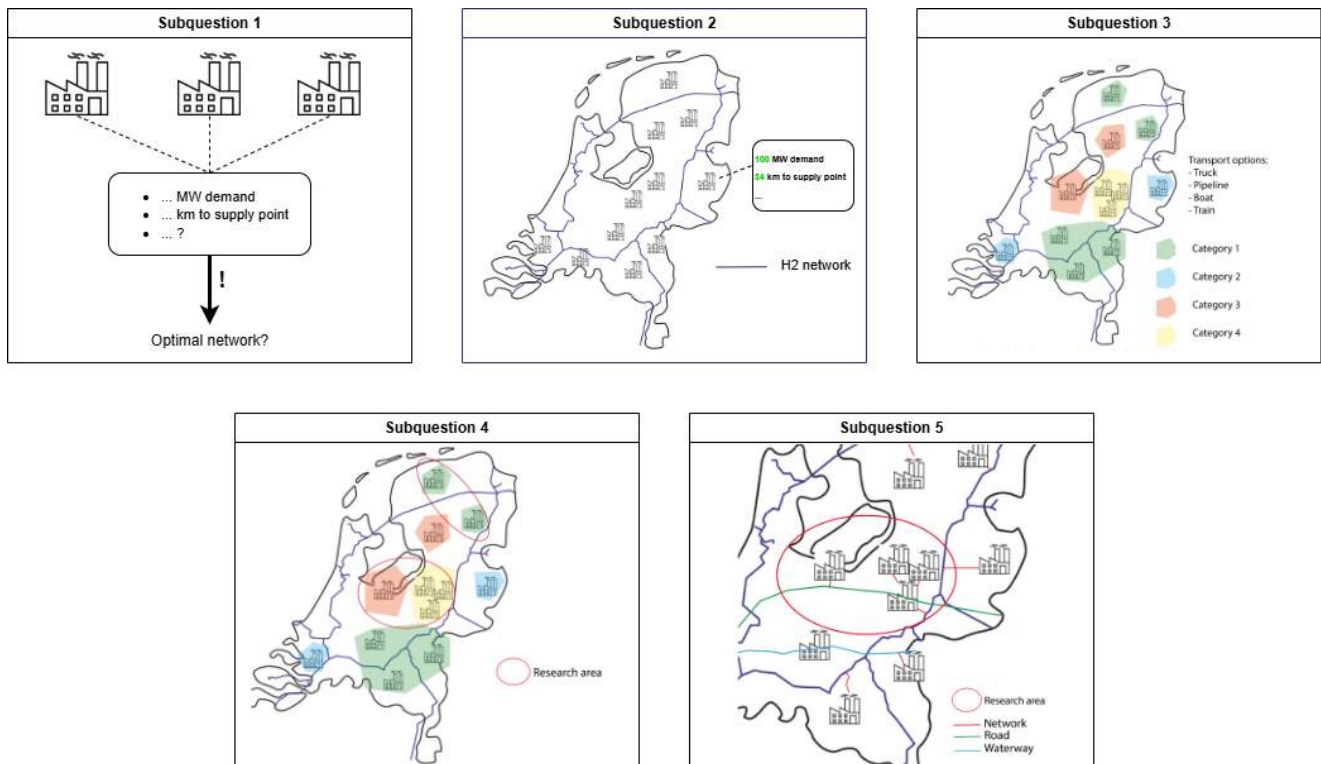 Subquestion 1
• ... MW demand
• ... km to supply point
• ... ?
!
Optimal network?
Subquestion 2
100 MW demand
54 km to supply point
...
H2 network
Subquestion 3
Transport options:
- Truck
- Pipeline
- Boat
- Train
Category 1
Category 2
Category 3
Category 4
Subquestion 4
Research area
Subquestion 5
Research area
Network
Road
Waterway